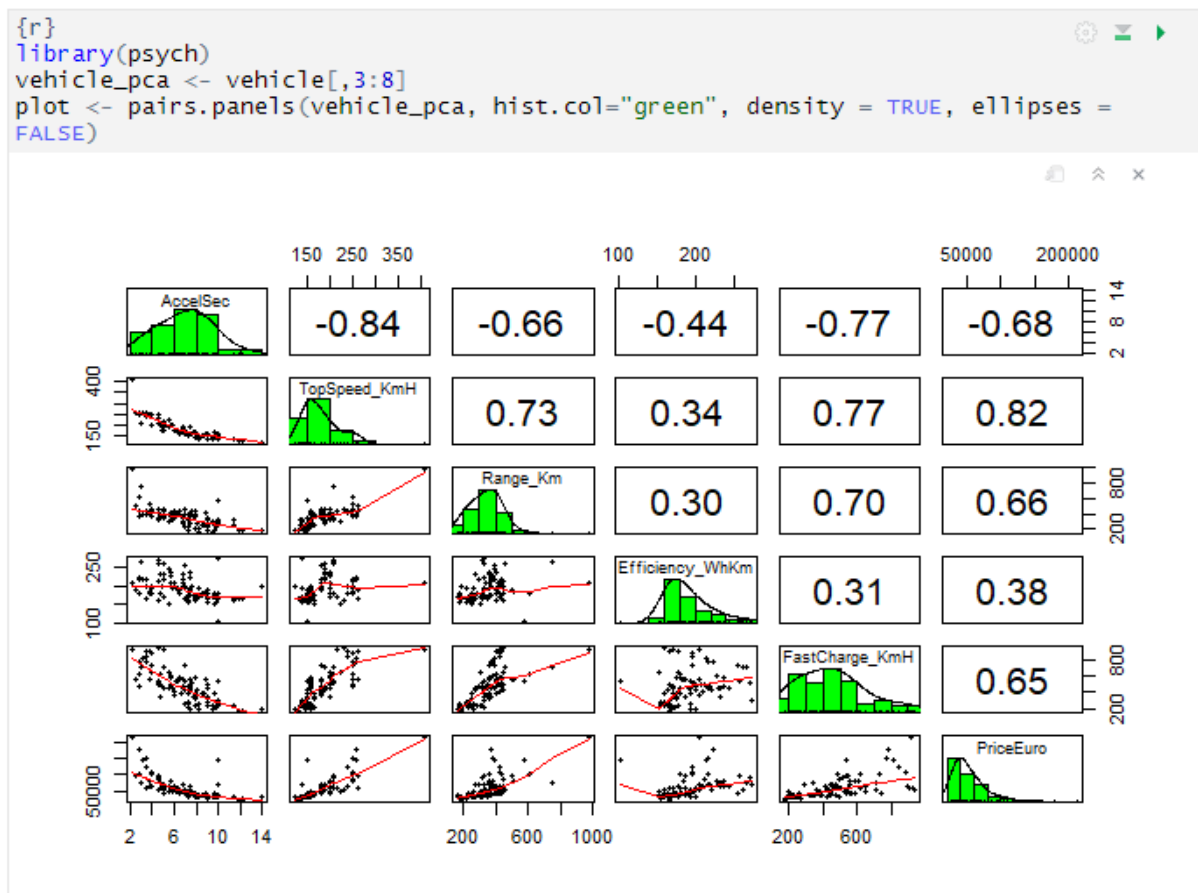 {r}
library(psych)
vehicle_pca <- vehicle[,3:8]
plot <- pairs.panels(vehicle_pca, hist.col="green", density = TRUE, ellipses =
FALSE)
150 250 350 100 200 50000 200000
AccelSec -0.84 -0.66 -0.44 -0.77 -0.68 2 8 14
150 400 TopSpeed_KmH 0.73 0.34 0.77 0.82
Range_Km 0.30 0.70 0.66 200 800
100 250 Efficiency_WhKm 0.31 0.38
FastCharge_KmH 0.65 200 800
50000 PriceEuro
2 6 10 14 200 600 1000 200 600